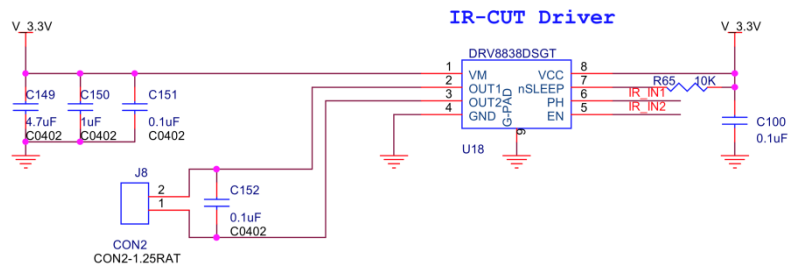 IR-CUT Driver
V_3.3V
V_3.3V
DRV8838DSGT
1 VM VCC 8
2 OUT1 nSLEEP 7 R65 10K
3 OUT2 PH 6 IR_IN1
4 GND EN 5 IR_IN2
G-PAD
9
U18
C149
4.7uF
C0402
C150
1uF
C0402
C151
0.1uF
C0402
C100
0.1uF
J8
2
1
CON2
CON2-1.25RAT
C152
0.1uF
C0402